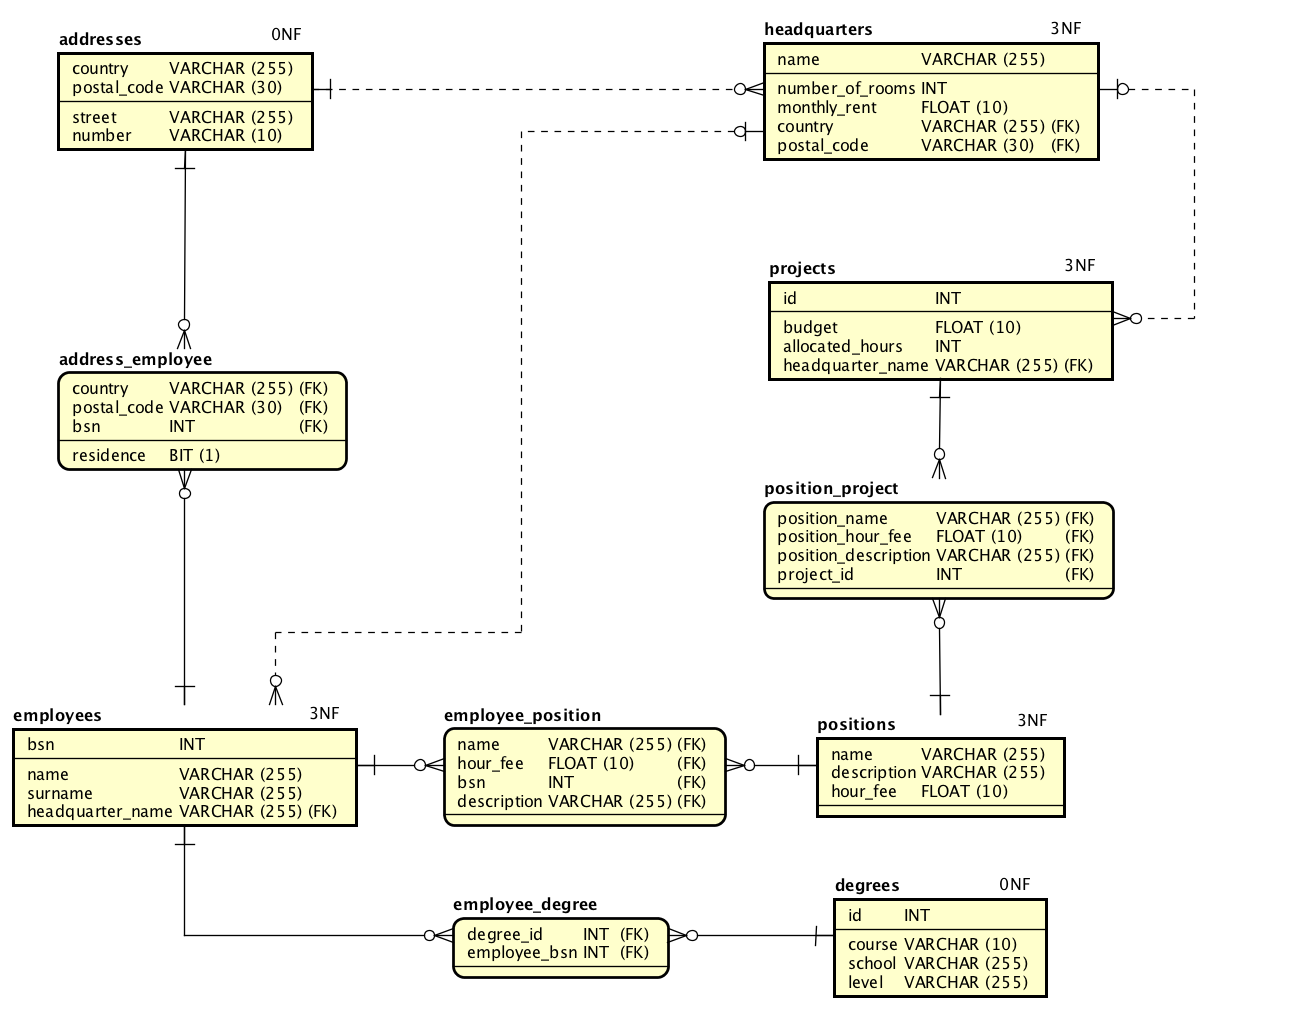 addresses 0NF
country VARCHAR (255)
postal_code VARCHAR (30)
street VARCHAR (255)
number VARCHAR (10)
headquarters 3NF
name VARCHAR (255)
number_of_rooms INT
monthly_rent FLOAT (10)
country VARCHAR (255) (FK)
postal_code VARCHAR (30) (FK)
projects 3NF
id INT
budget FLOAT (10)
allocated_hours INT
headquarter_name VARCHAR (255) (FK)
address_employee
country VARCHAR (255) (FK)
postal_code VARCHAR (30) (FK)
bsn INT (FK)
residence BIT (1)
position_project
position_name VARCHAR (255) (FK)
position_hour_fee FLOAT (10) (FK)
position_description VARCHAR (255) (FK)
project_id INT (FK)
employees 3NF
bsn INT
name VARCHAR (255)
surname VARCHAR (255)
headquarter_name VARCHAR (255) (FK)
employee_position
name VARCHAR (255) (FK)
hour_fee FLOAT (10) (FK)
bsn INT (FK)
description VARCHAR (255) (FK)
positions 3NF
name VARCHAR (255)
description VARCHAR (255)
hour_fee FLOAT (10)
employee_degree
degree_id INT (FK)
employee_bsn INT (FK)
degrees 0NF
id INT
course VARCHAR (10)
school VARCHAR (255)
level VARCHAR (255)